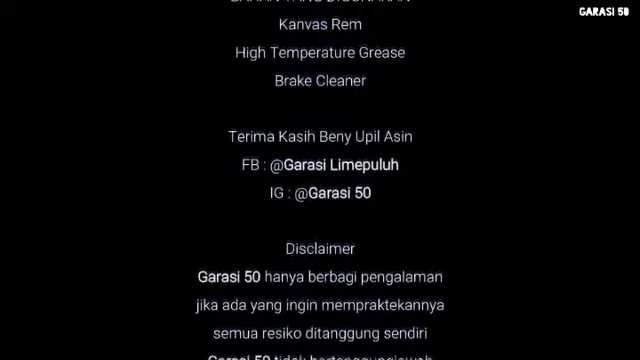 GARASI 50
Kanvas Rem
High Temperature Grease
Brake Cleaner
Terima Kasih Beny Upil Asin
FB : @Garasi Limepuluh
IG : @Garasi 50
Disclaimer
Garasi 50 hanya berbagi pengalaman
jika ada yang ingin mempraktekannya
semua resiko ditanggung sendiri